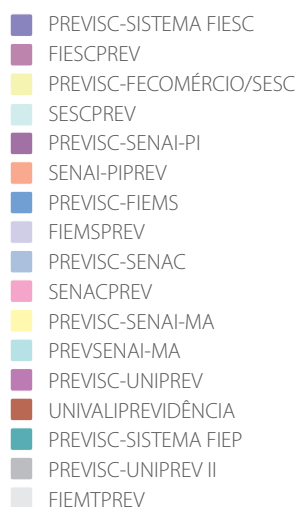 PREVISC-SISTEMA FIESC
FIESCPREV
PREVISC-FECOMÉRCIO/SESC
SESCPREV
PREVISC-SENAI-PI
SENAI-PIPREV
PREVISC-FIEMS
FIEMSPREV
PREVISC-SENAC
SENACPREV
PREVISC-SENAI-MA
PREVSENAI-MA
PREVISC-UNIPREV
UNIVALIPREVIDÊNCIA
PREVISC-SISTEMA FIEP
PREVISC-UNIPREV II
FIEMTPREV